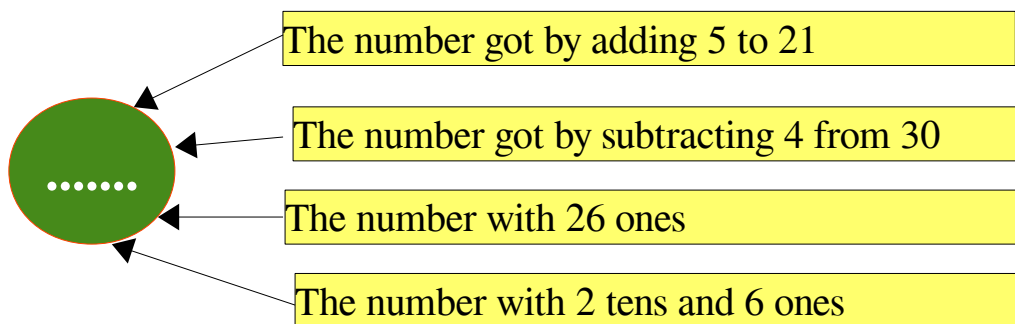 The number got by adding 5 to 21
The number got by subtracting 4 from 30
.......
The number with 26 ones
The number with 2 tens and 6 ones